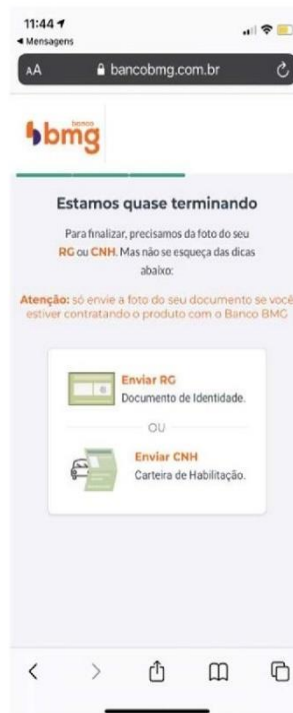 11:44
Mensagens
AA bancobmg.com.br
banco
bmg
Estamos quase terminando
Para finalizar, precisamos da foto do seu
RG ou CNH. Mas não se esqueça das dicas
abaixo:
Atenção: só envie a foto do seu documento se você
estiver contratando o produto com o Banco BMG
Enviar RG
Documento de Identidade.
OU
Enviar CNH
Carteira de Habilitação.